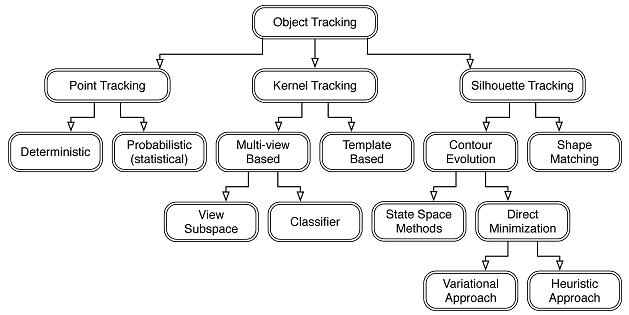 Object Tracking
Point Tracking
Kernel Tracking
Silhouette Tracking
Deterministic
Probabilistic
(statistical)
Multi-view
Based
Template
Based
Contour
Evolution
Shape
Matching
View
Subspace
Classifier
State Space
Methods
Direct
Minimization
Variational
Approach
Heuristic
Approach